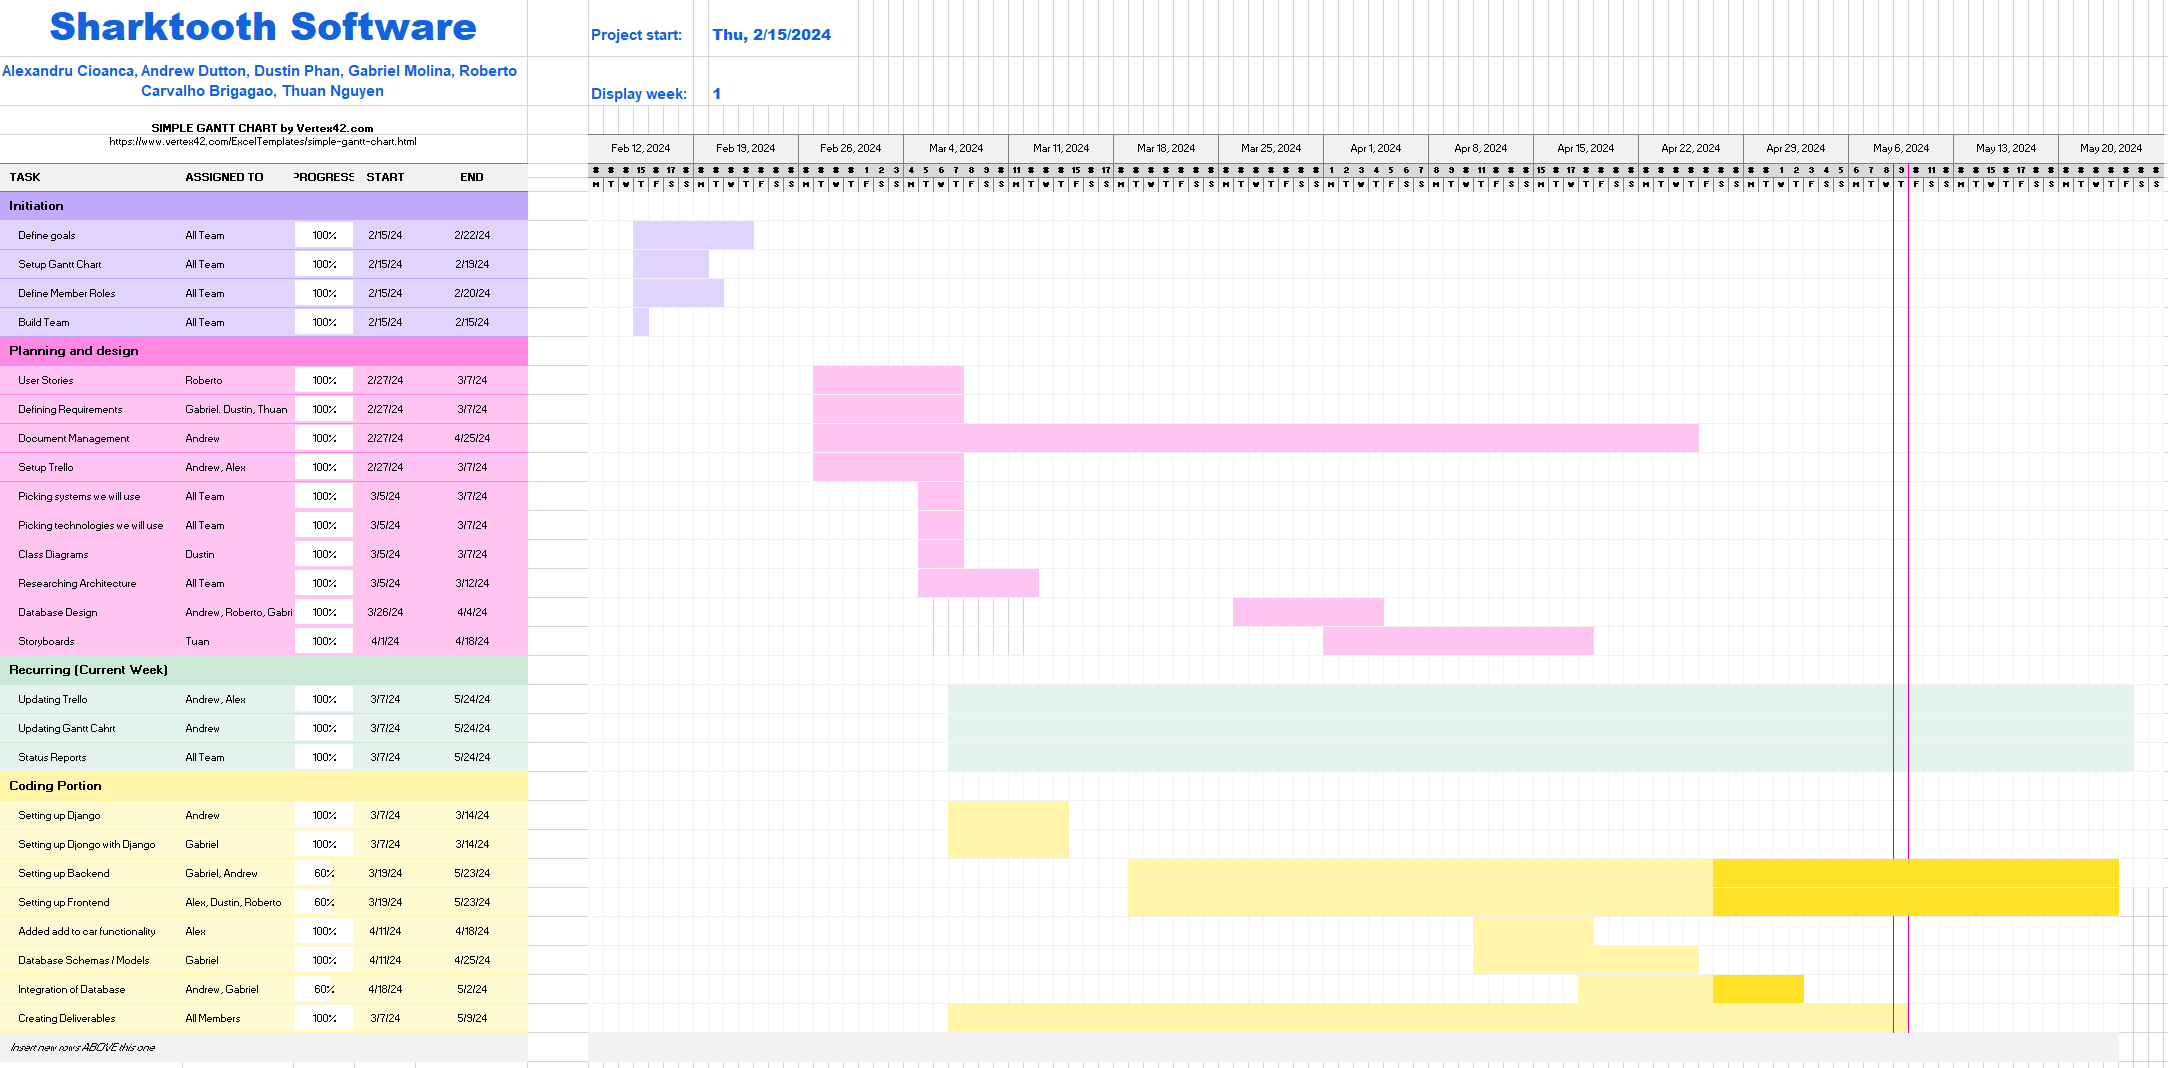 Sharktooth Software
Project start: Thu, 2/15/2024
Alexandru Cioanca, Andrew Dutton, Dustin Phan, Gabriel Molina, Roberto
Carvalho Brigagao, Thuan Nguyen
Display week: 1
SIMPLE GANTT CHART by Vertex42.com
https://www.vertex42.com/ExcelTemplates/simple-gantt-chart.html
Feb 12, 2024 Feb 19, 2024 Feb 26, 2024 Mar 4, 2024 Mar 11, 2024 Mar 18, 2024 Mar 25, 2024 Apr 1, 2024 Apr 8, 2024 Apr 15, 2024 Apr 22, 2024 Apr 29, 2024 May 6, 2024 May 13, 2024 May 20, 2024
TASK ASSIGNED TO PROGRESS START END
M T W T F S S M T W T F S S M T W T F S S M T W T F S S M T W T F S S M T W T F S S M T W T F S S M T W T F S S M T W T F S S M T W T F S S M T W T F S S M T W T F S S M T W T F S S M T W T F S S M T W T F S S
Initiation
Define goals All Team 100% 2/15/24 2/22/24
Setup Gantt Chart All Team 100% 2/15/24 2/19/24
Define Member Roles All Team 100% 2/15/24 2/20/24
Build Team All Team 100% 2/15/24 2/15/24
Planning and design
User Stories Roberto 100% 2/27/24 3/7/24
Defining Requirements Gabriel. Dustin, Thuan 100% 2/27/24 3/7/24
Document Management Andrew 100% 2/27/24 4/25/24
Setup Trello Andrew, Alex 100% 2/27/24 3/7/24
Picking systems we will use All Team 100% 3/5/24 3/7/24
Picking technologies we will use All Team 100% 3/5/24 3/7/24
Class Diagrams Dustin 100% 3/5/24 3/7/24
Researching Architecture All Team 100% 3/5/24 3/12/24
Database Design Andrew, Roberto, Gabri 100% 3/26/24 4/4/24
Storyboards Tuan 100% 4/1/24 4/18/24
Recurring (Current Week)
Updating Trello Andrew, Alex 100% 3/7/24 5/24/24
Updating Gantt Cahrt Andrew 100% 3/7/24 5/24/24
Status Reports All Team 100% 3/7/24 5/24/24
Coding Portion
Setting up Django Andrew 100% 3/7/24 3/14/24
Setting up Djongo with Django Gabriel 100% 3/7/24 3/14/24
Setting up Backend Gabriel, Andrew 60% 3/19/24 5/23/24
Setting up Frontend Alex, Dustin, Roberto 60% 3/19/24 5/23/24
Added add to car functionality Alex 100% 4/11/24 4/18/24
Database Schemas / Models Gabriel 100% 4/11/24 4/25/24
Integration of Database Andrew, Gabriel 60% 4/18/24 5/2/24
Creating Deliverables All Members 100% 3/7/24 5/9/24
Insert new rows ABOVE this one